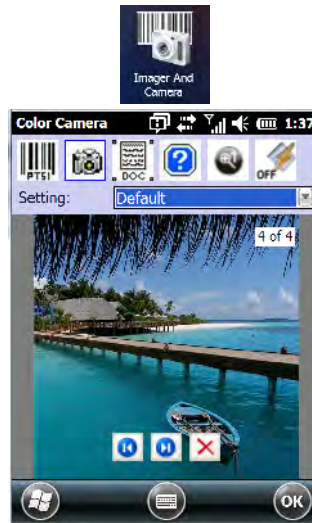 Imager And
Camera
Color Camera 1:37
PTSI
DOC
OFF
Setting: Default
4 of 4
OK